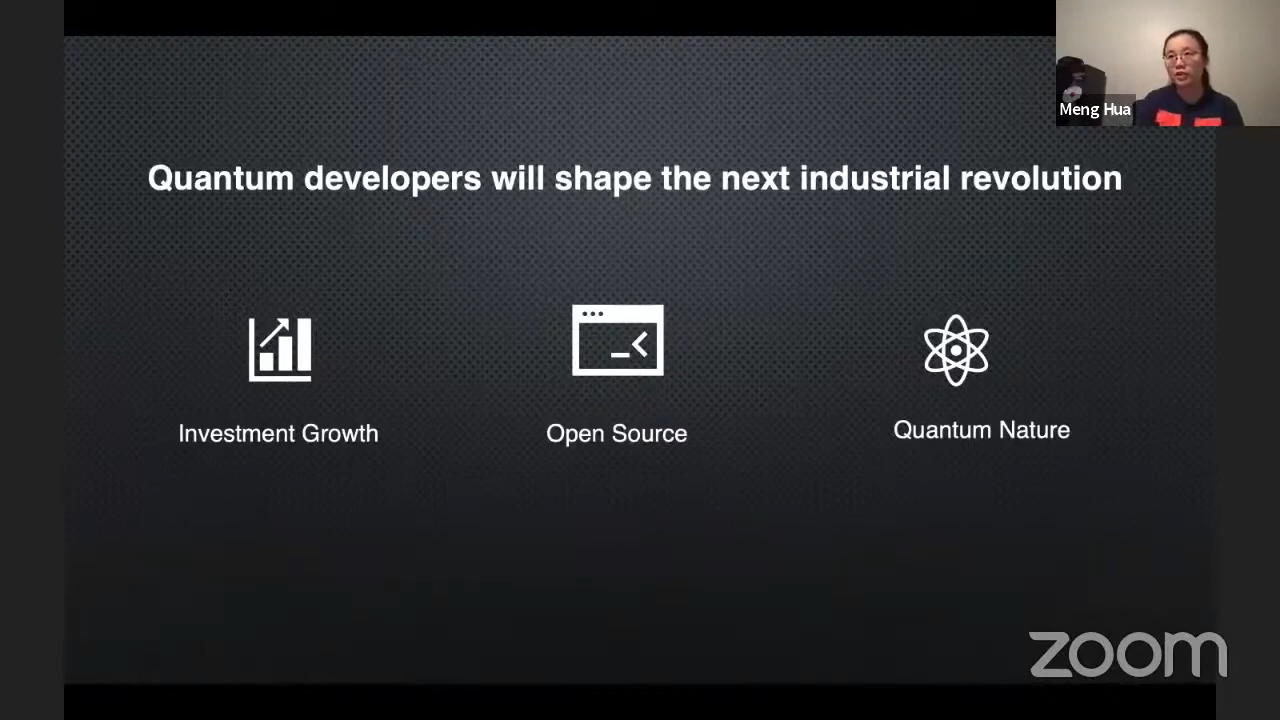 Meng Hua
Quantum developers will shape the next industrial revolution
Investment Growth
Open Source
Quantum Nature
zoom